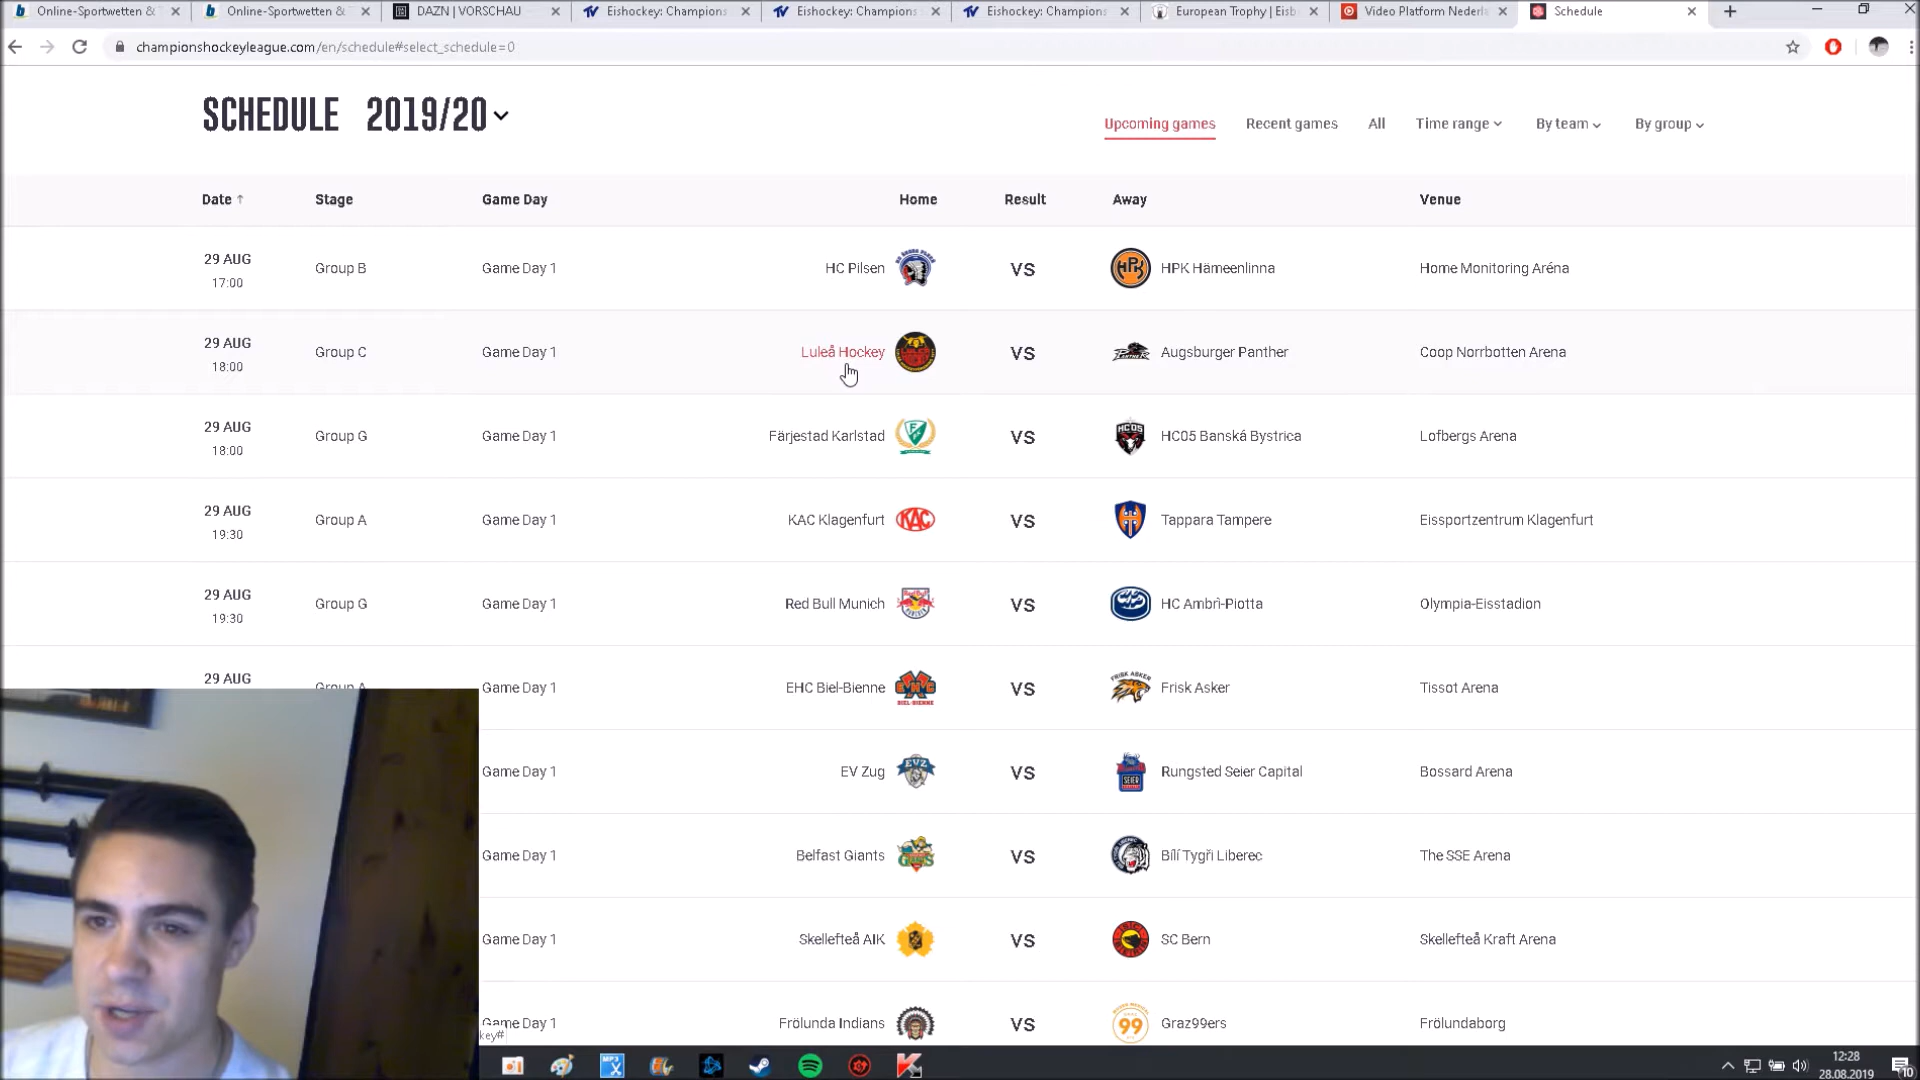 Online-Sportwetten &
Online-Sportwetten &
DAZN | VORSCHAU
Eishockey: Champions
Eishockey: Champions
Eishockey: Champions
European Trophy | Eisb
Video Platform Nederla
Schedule
championshockeyleague.com/en/schedule#select_schedule=0
SCHEDULE 2019/20
Upcoming games Recent games All Time range By team By group
Date ↑ Stage Game Day Home Result Away Venue
29 AUG
17:00 Group B Game Day 1 HC Pilsen VS HPK Hämeenlinna Home Monitoring Aréna
29 AUG
18:00 Group C Game Day 1 Luleå Hockey VS Augsburger Panther Coop Norrbotten Arena
29 AUG
18:00 Group G Game Day 1 Färjestad Karlstad VS HC05 Banská Bystrica Lofbergs Arena
29 AUG
19:30 Group A Game Day 1 KAC Klagenfurt VS Tappara Tampere Eissportzentrum Klagenfurt
29 AUG
19:30 Group G Game Day 1 Red Bull Munich VS HC Ambrì-Piotta Olympia-Eisstadion
29 AUG
Group A Game Day 1 EHC Biel-Bienne VS Frisk Asker Tissot Arena
Game Day 1 EV Zug VS Rungsted Seier Capital Bossard Arena
Game Day 1 Belfast Giants VS Bílí Tygři Liberec The SSE Arena
Game Day 1 Skellefteå AIK VS SC Bern Skellefteå Kraft Arena
Game Day 1 Frölunda Indians VS Graz99ers Frölundaborg
key#
12:28
28.08.2019
10